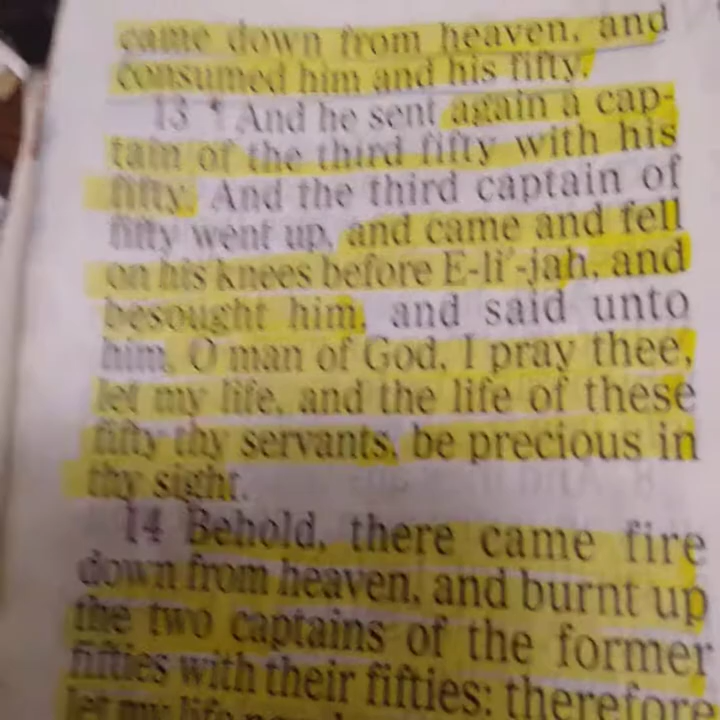 came down from heaven, and
consumed him and his fifty.
13 ¶ And he sent again a cap-
tain of the third fifty with his
fifty. And the third captain of
fifty went up, and came and fell
on his knees before E-li´-jah, and
besought him, and said unto
him, O man of God, I pray thee,
let my life, and the life of these
fifty thy servants, be precious in
thy sight.
14 Behold, there came fire
down from heaven, and burnt up
the two captains of the former
fifties with their fifties: therefore
let my life